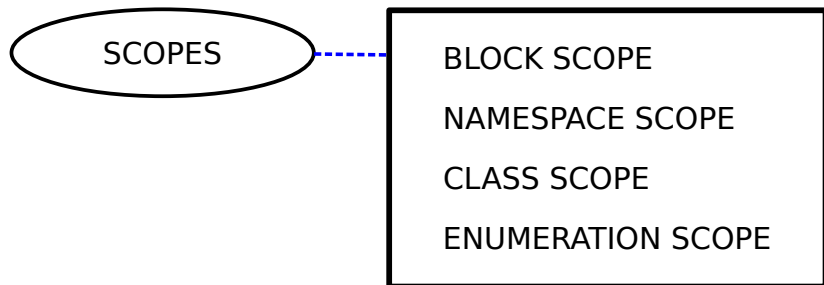 SCOPES
BLOCK SCOPE
NAMESPACE SCOPE
CLASS SCOPE
ENUMERATION SCOPE